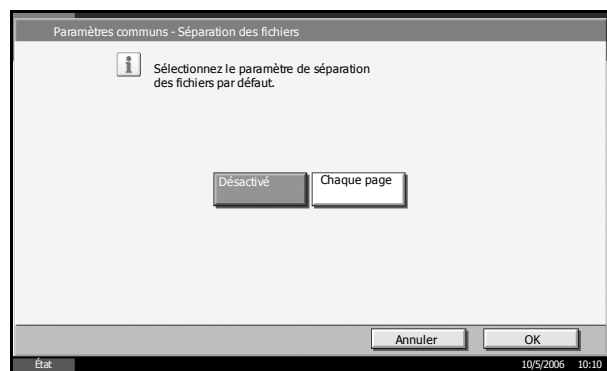 Paramètres communs - Séparation des fichiers
Sélectionnez le paramètre de séparation
des fichiers par défaut.
Désactivé
Chaque page
Annuler
OK
État
10/5/2006 10:10